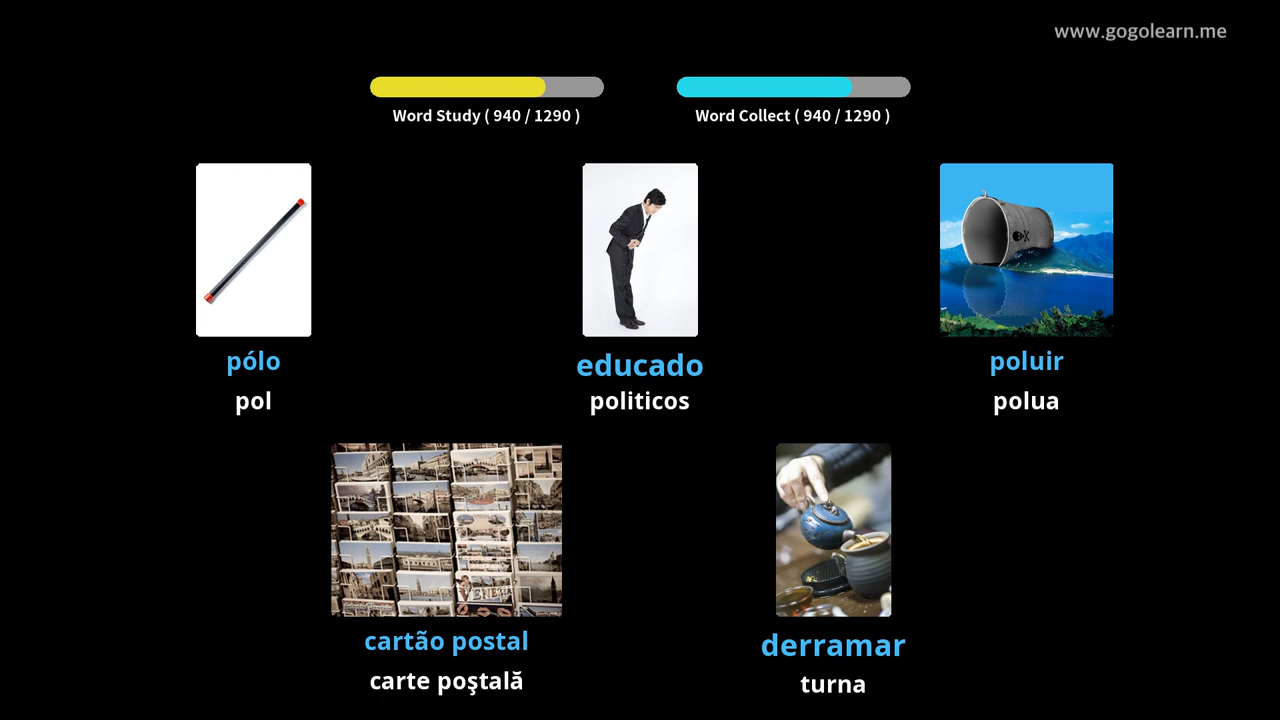 www.gogolearn.me
Word Study ( 940 / 1290 )
Word Collect ( 940 / 1290 )
pólo
pol
educado
politicos
poluir
polua
cartão postal
carte poştală
derramar
turna